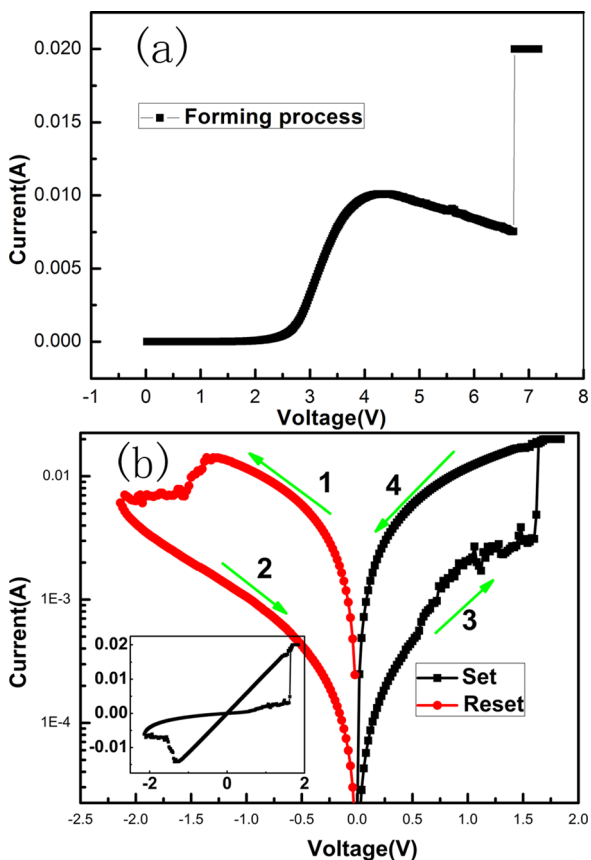 (a)
Forming process
Current(A)
0.020
0.015
0.010
0.005
0.000
-1 0 1 2 3 4 5 6 7 8
Voltage(V)
(b)
1
4
2
3
Current(A)
0.01
1E-3
1E-4
Set
Reset
0.02
0.01
0.00
-0.01
-2 0 2
-2.5 -2.0 -1.5 -1.0 -0.5 0.0 0.5 1.0 1.5 2.0
Voltage(V)